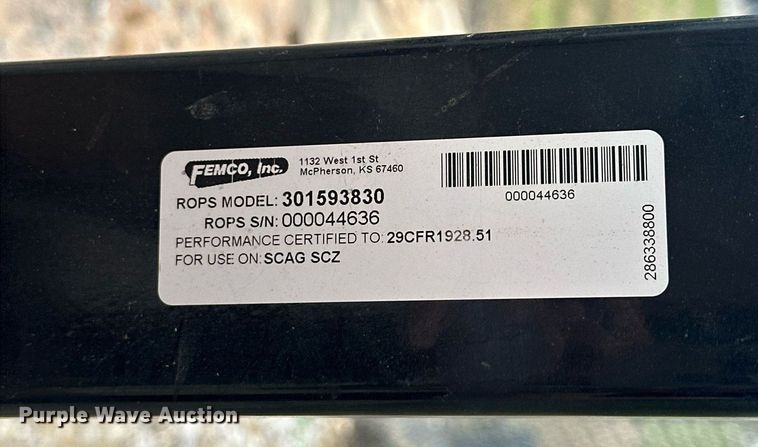 FEMCO, Inc.
1132 West 1st St
McPherson, KS 67460
ROPS MODEL: 301593830
ROPS S/N: 000044636
PERFORMANCE CERTIFIED TO: 29CFR1928.51
FOR USE ON: SCAG SCZ
000044636
286338800
Purple Wave Auction